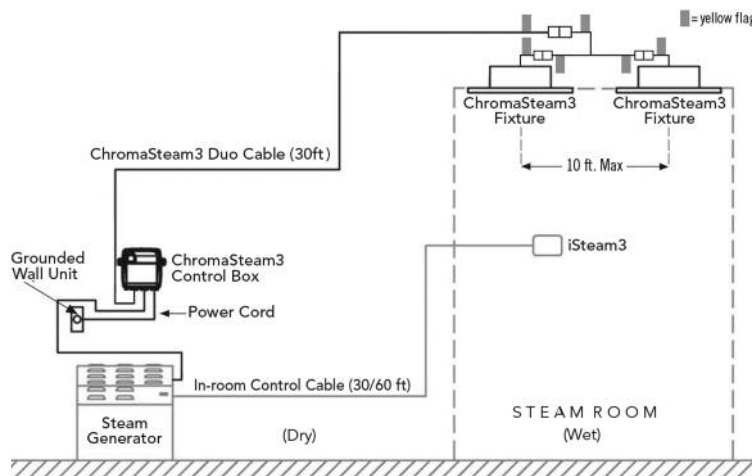 = yellow flag
ChromaSteam3
Fixture
ChromaSteam3
Fixture
10 ft. Max
ChromaSteam3 Duo Cable (30ft)
Grounded
Wall Unit
ChromaSteam3
Control Box
iSteam3
Power Cord
In-room Control Cable (30/60 ft)
Steam
Generator
(Dry)
STEAM ROOM
(Wet)